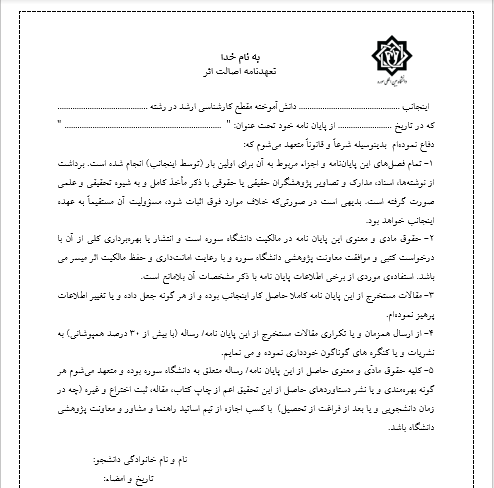 به نام خدا
تعهدنامه اصالت اثر
اینجانب ........................................ دانش آموخته مقطع کارشناسی ارشد در رشته ....................................
که در تاریخ ...................... از پایان نامه خود تحت عنوان: " ............................................................... "
دفاع نموده‌ام بدینوسیله شرعاً و قانوناً متعهد می‌شوم که:
۱- تمام فصل‌های این پایان‌نامه و اجزاء مربوط به آن برای اولین بار (توسط اینجانب) انجام شده است. برداشت
از نوشته‌ها، اسناد، مدارک و تصاویر پژوهشگران حقیقی یا حقوقی با ذکر مأخذ کامل و به شیوه تحقیقی و علمی
صورت گرفته است. بدیهی است در صورتی‌که خلاف موارد فوق اثبات شود، مسؤولیت آن مستقیماً به عهده
اینجانب خواهد بود.
۲- حقوق مادی و معنوی این پایان نامه در مالکیت دانشگاه سوره است و انتشار یا بهره‌برداری کلی از آن با
درخواست کتبی و موافقت معاونت پژوهشی دانشگاه سوره و با رعایت امانت‌داری و حفظ مالکیت اثر میسر می
باشد. استفاده‌ی موردی از برخی اطلاعات پایان نامه با ذکر مشخصات آن بلامانع است.
۳- مقالات مستخرج از این پایان نامه کاملا حاصل کار اینجانب بوده و از هر گونه جعل داده و یا تغییر اطلاعات
پرهیز نموده‌ام.
۴- از ارسال همزمان و یا تکراری مقالات مستخرج از این پایان نامه/ رساله (با بیش از ۳۰ درصد همپوشانی) به
نشریات و یا کنگره های گوناگون خودداری نموده و می نمایم.
۵- کلیه حقوق مادّی و معنوی حاصل از این پایان نامه/ رساله متعلق به دانشگاه سوره بوده و متعهد می‌شوم هر
گونه بهره‌مندی و یا نشر دستاوردهای حاصل از این تحقیق اعم از چاپ کتاب، مقاله، ثبت اختراع و غیره (چه در
زمان دانشجویی و یا بعد از فراغت از تحصیل) با کسب اجازه از تیم اساتید راهنما و مشاور و معاونت پژوهشی
دانشگاه باشد.
نام و نام خانوادگی دانشجو:
تاریخ و امضاء: